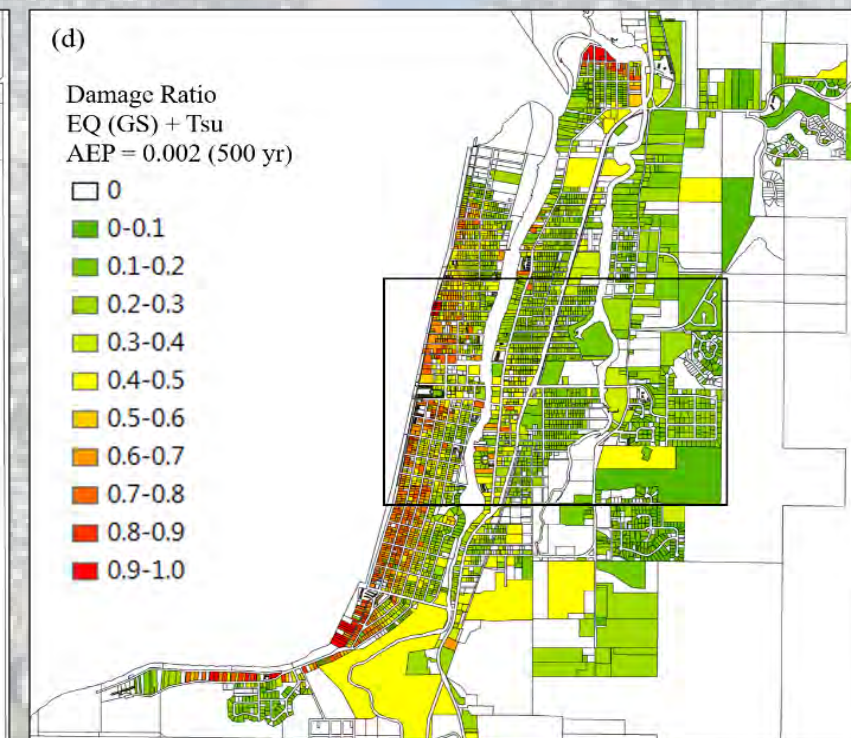 (d)
Damage Ratio
EQ (GS) + Tsu
AEP = 0.002 (500 yr)
0
0-0.1
0.1-0.2
0.2-0.3
0.3-0.4
0.4-0.5
0.5-0.6
0.6-0.7
0.7-0.8
0.8-0.9
0.9-1.0